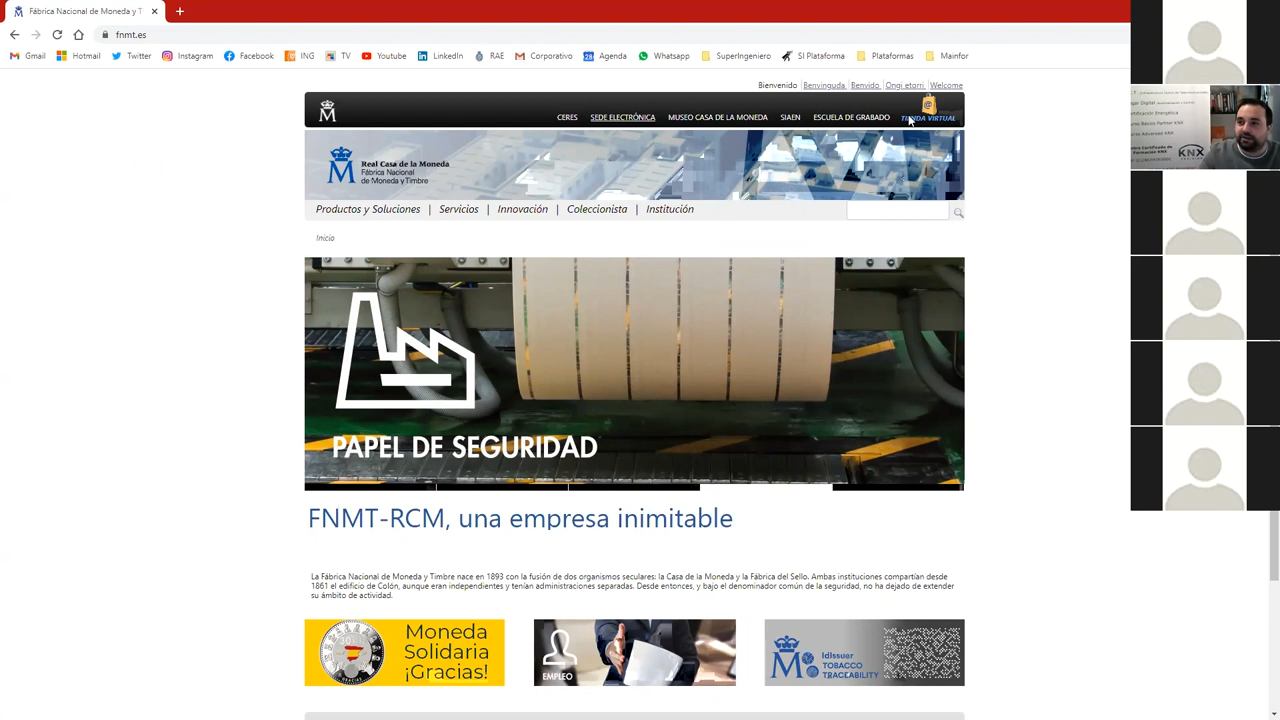 Fábrica Nacional de Moneda y T
fnmt.es
Gmail Hotmail Twitter Instagram Facebook ING TV Youtube LinkedIn RAE Corporativo Agenda Whatsapp SuperIngeniero SI Plataforma Plataformas Mainfor
Bienvenido Benvinguda Benvido Ongi etorri Welcome
CERES SEDE ELECTRÓNICA MUSEO CASA DE LA MONEDA SIAEN ESCUELA DE GRABADO TIENDA VIRTUAL
Real Casa de la Moneda
Fábrica Nacional
de Moneda y Timbre
Productos y Soluciones | Servicios | Innovación | Coleccionista | Institución
Inicio
PAPEL DE SEGURIDAD
FNMT-RCM, una empresa inimitable
La Fábrica Nacional de Moneda y Timbre nace en 1893 con la fusión de dos organismos seculares: la Casa de la Moneda y la Fábrica del Sello. Ambas instituciones compartían desde
1861 el edificio de Colón, aunque eran independientes y tenían administraciones separadas. Desde entonces, y bajo el denominador común de la seguridad, no ha dejado de extender
su ámbito de actividad.
Moneda
Solidaria
¡Gracias!
GRACIAS
EMPLEO
IdIssuer
TOBACCO
TRACEABILITY
Certificación Energética
KNX